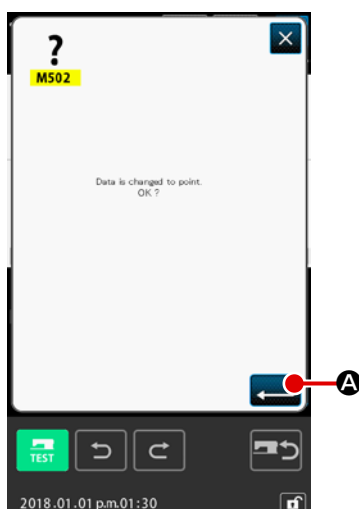 ?
M502
Data is changed to point.
OK ?
A
TEST
2018.01.01 p.m.01:30